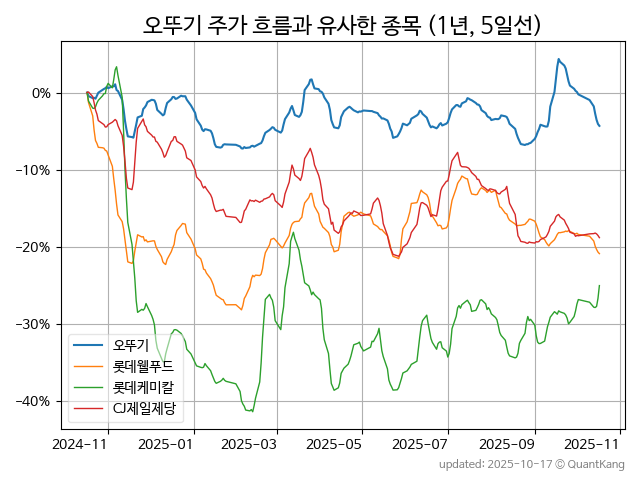 오뚜기 주가 흐름과 유사한 종목 (1년, 5일선)
0%
−10%
−20%
−30%
−40%
오뚜기
롯데웰푸드
롯데케미칼
CJ제일제당
2024-11
2025-01
2025-03
2025-05
2025-07
2025-09
2025-11
updated: 2025-10-17 © QuantKang